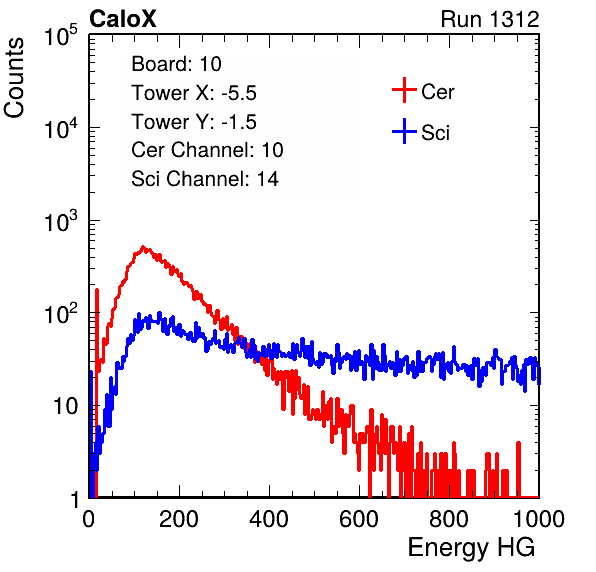 CaloX Run 1312
Counts
10^5
10^4
10^3
10^2
10
1
Board: 10
Tower X: -5.5
Tower Y: -1.5
Cer Channel: 10
Sci Channel: 14
Cer
Sci
0 200 400 600 800 1000
Energy HG